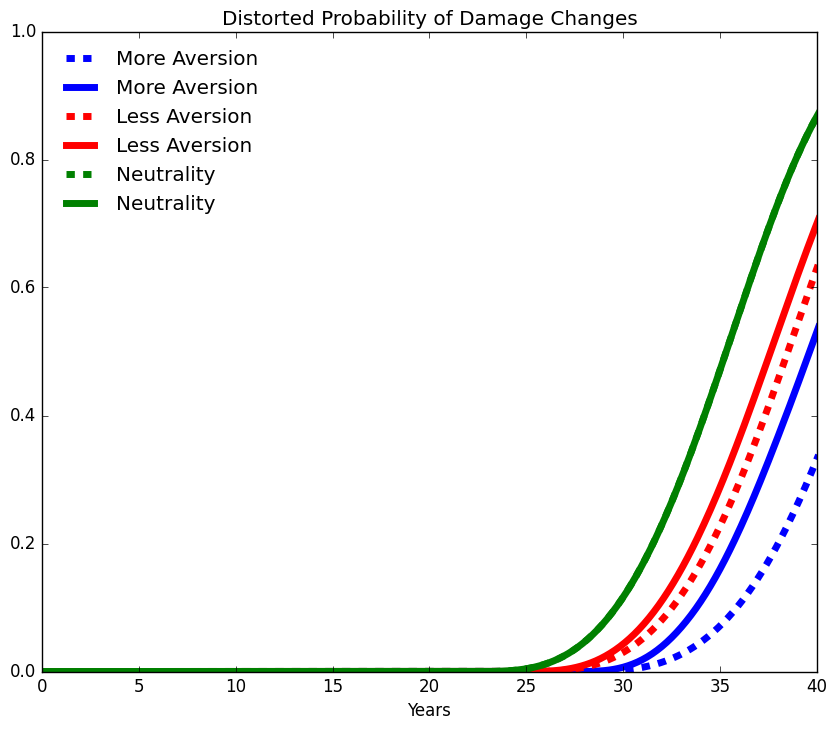 Distorted Probability of Damage Changes
1.0
0.8
0.6
0.4
0.2
0.0
More Aversion
More Aversion
Less Aversion
Less Aversion
Neutrality
Neutrality
0 5 10 15 20 25 30 35 40
Years